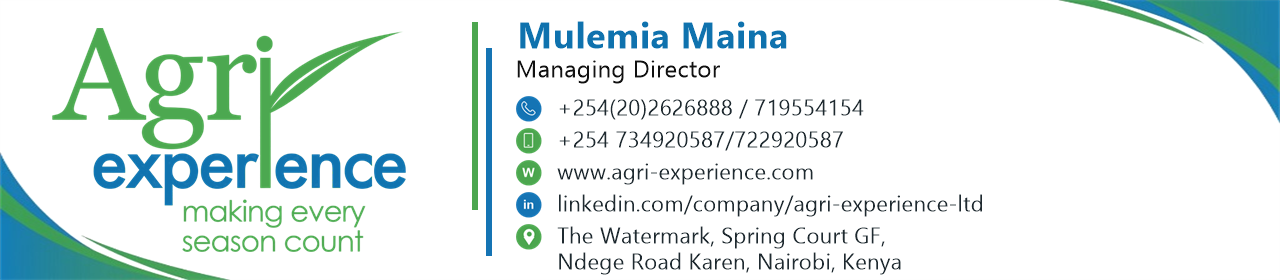 Agri
experience
making every
season count
Mulemia Maina
Managing Director
+254(20)2626888 / 719554154
+254 734920587/722920587
W www.agri-experience.com
in linkedin.com/company/agri-experience-ltd
The Watermark, Spring Court GF,
Ndege Road Karen, Nairobi, Kenya